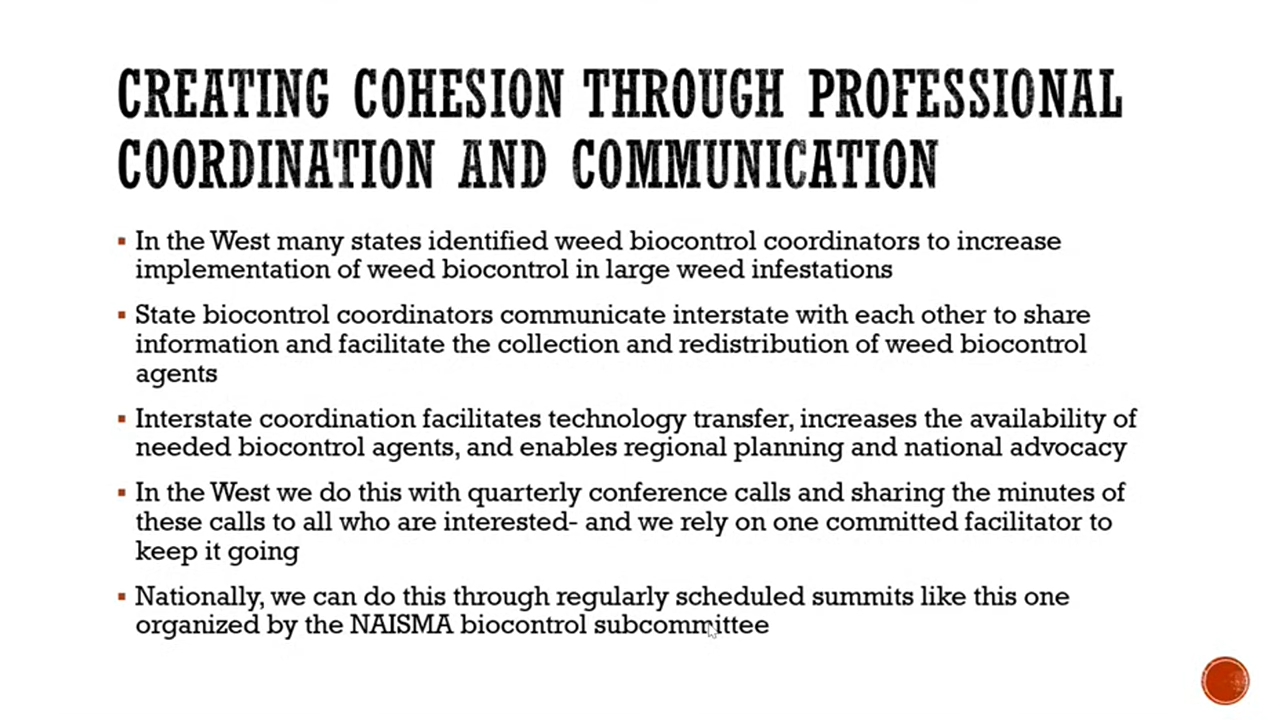 CREATING COHESION THROUGH PROFESSIONAL
COORDINATION AND COMMUNICATION
▪ In the West many states identified weed biocontrol coordinators to increase
implementation of weed biocontrol in large weed infestations
▪ State biocontrol coordinators communicate interstate with each other to share
information and facilitate the collection and redistribution of weed biocontrol
agents
▪ Interstate coordination facilitates technology transfer, increases the availability of
needed biocontrol agents, and enables regional planning and national advocacy
▪ In the West we do this with quarterly conference calls and sharing the minutes of
these calls to all who are interested- and we rely on one committed facilitator to
keep it going
▪ Nationally, we can do this through regularly scheduled summits like this one
organized by the NAISMA biocontrol subcommittee